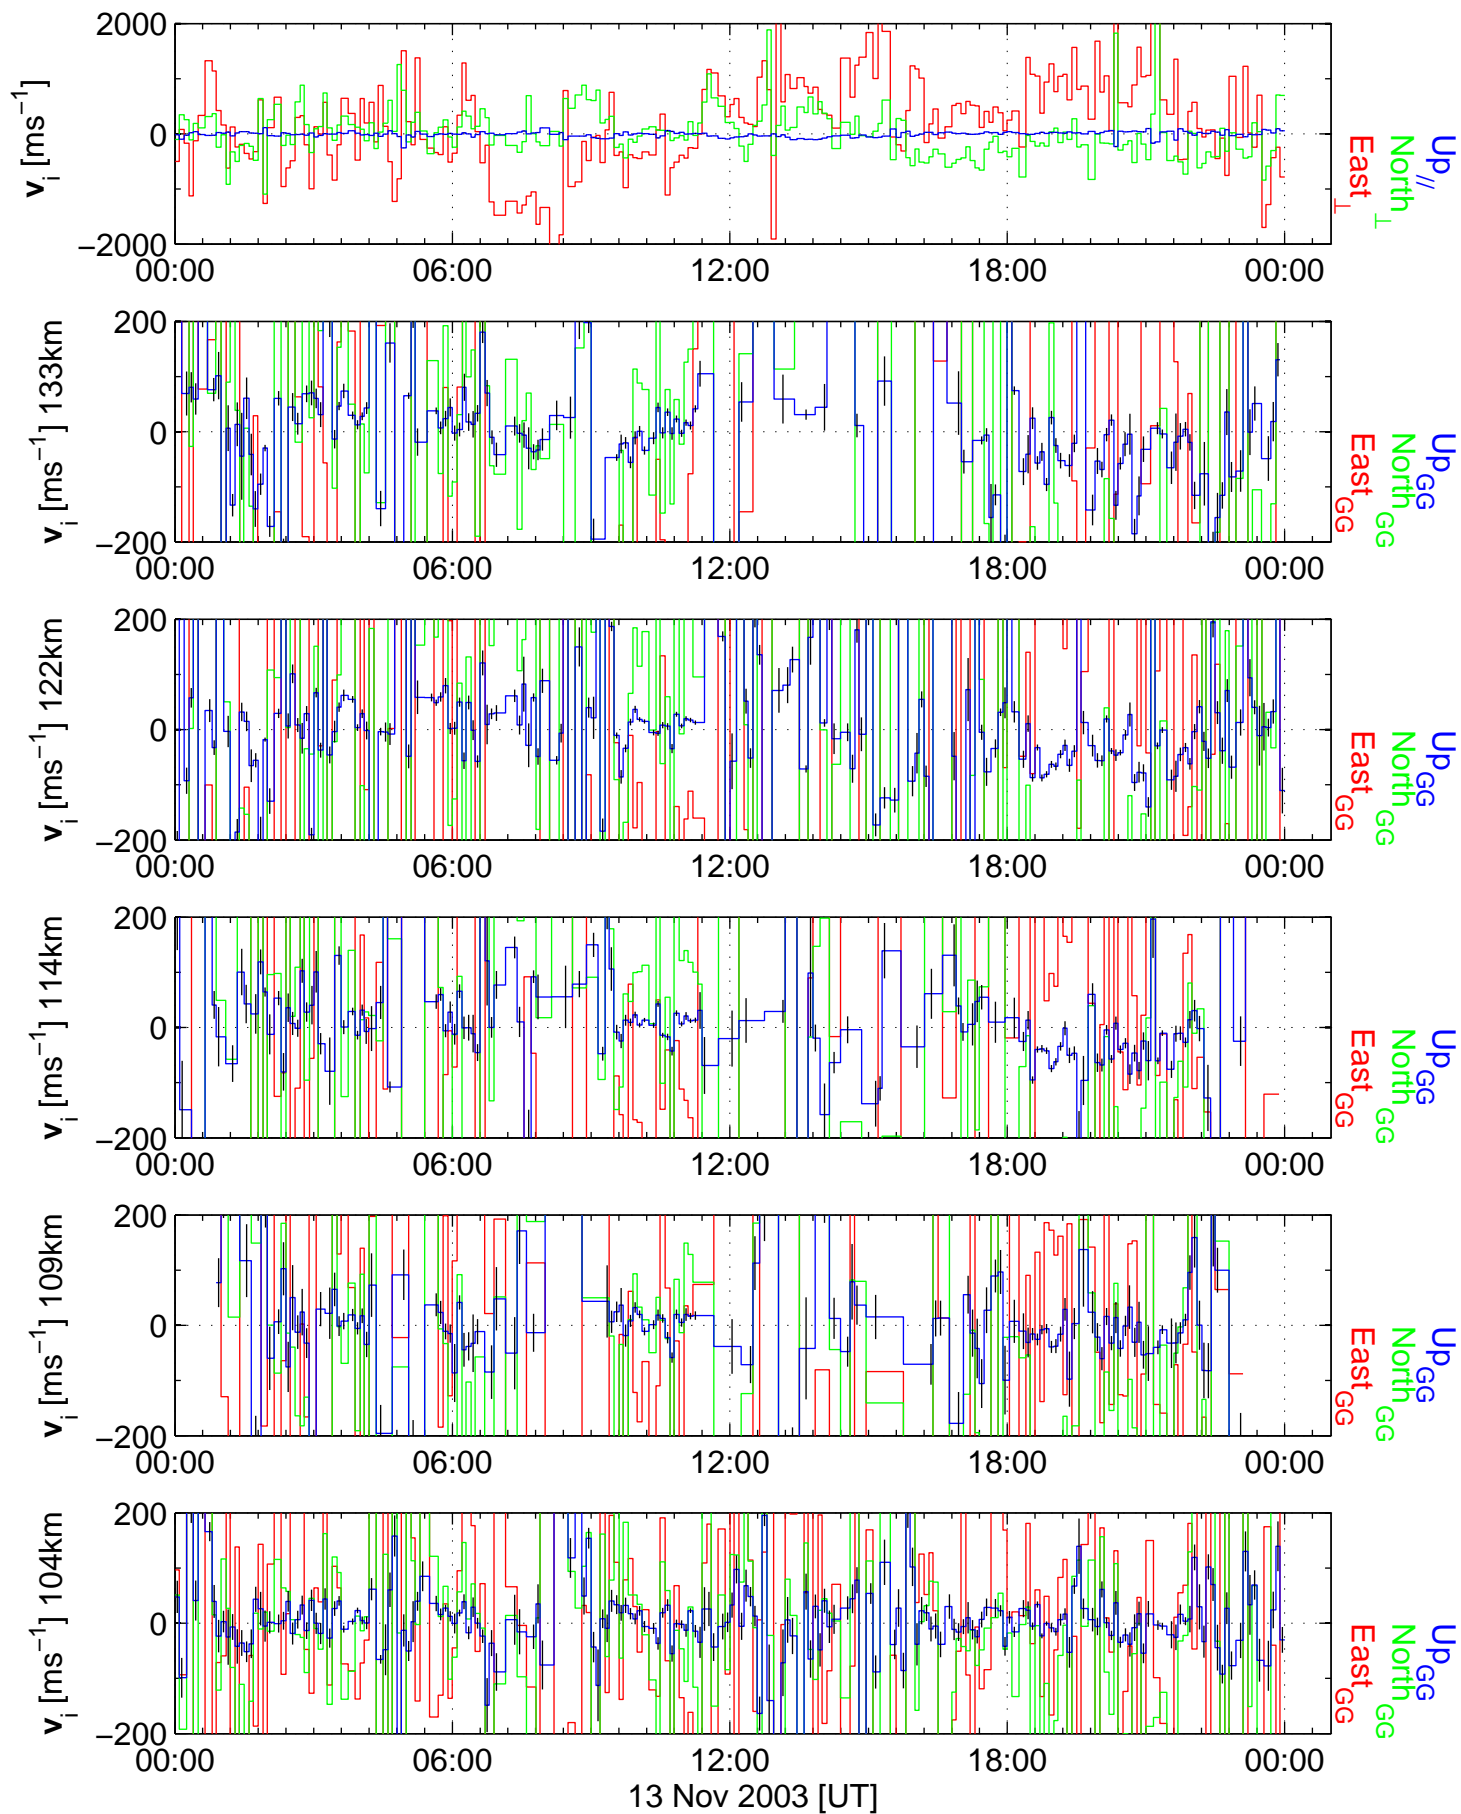 2000
0
−2000
v_i [ms^−1]
00:00 06:00 12:00 18:00 00:00
East_⊥
North_⊥
Up_//
200
0
−200
v_i [ms^−1] 133km
00:00 06:00 12:00 18:00 00:00
East_GG
North_GG
Up_GG
200
0
−200
v_i [ms^−1] 122km
00:00 06:00 12:00 18:00 00:00
East_GG
North_GG
Up_GG
200
0
−200
v_i [ms^−1] 114km
00:00 06:00 12:00 18:00 00:00
East_GG
North_GG
Up_GG
200
0
−200
v_i [ms^−1] 109km
00:00 06:00 12:00 18:00 00:00
East_GG
North_GG
Up_GG
200
0
−200
v_i [ms^−1] 104km
00:00 06:00 12:00 18:00 00:00
East_GG
North_GG
Up_GG
13 Nov 2003 [UT]